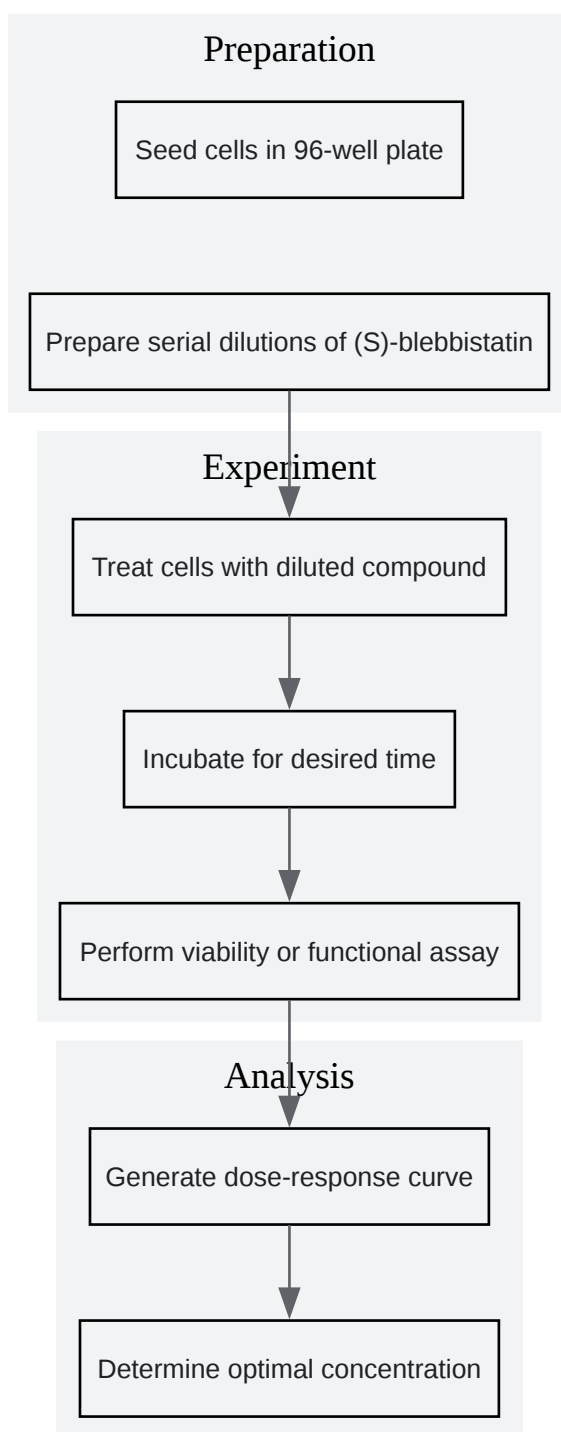 Preparation
Seed cells in 96-well plate
Prepare serial dilutions of (S)-blebbistatin
Experiment
Treat cells with diluted compound
Incubate for desired time
Perform viability or functional assay
Analysis
Generate dose-response curve
Determine optimal concentration